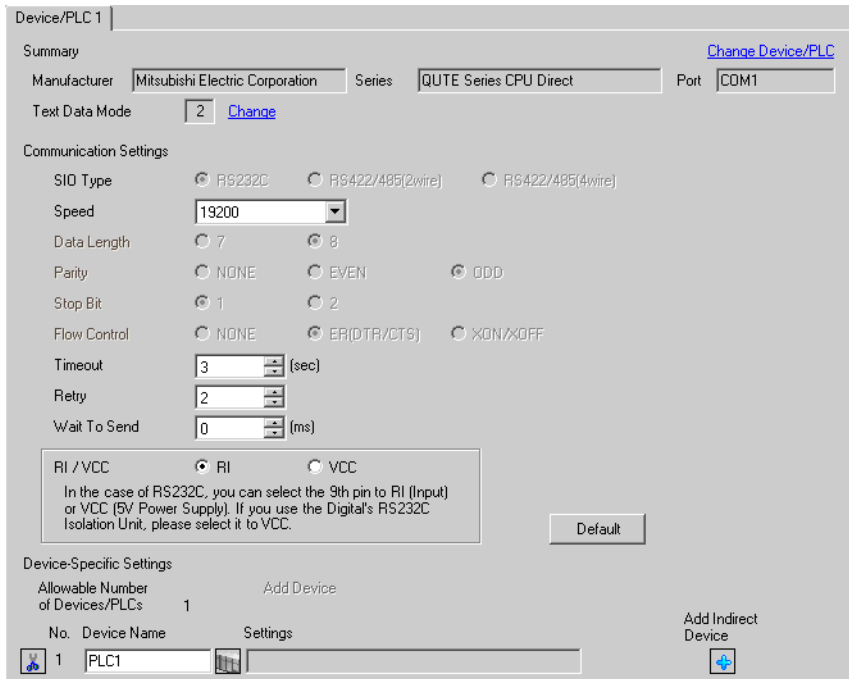 Device/PLC 1
Summary
Change Device/PLC
Manufacturer Mitsubishi Electric Corporation Series QUTE Series CPU Direct Port COM1
Text Data Mode 2 Change
Communication Settings
SIO Type RS232C RS422/485(2wire) RS422/485(4wire)
Speed 19200
Data Length 7 8
Parity NONE EVEN ODD
Stop Bit 1 2
Flow Control NONE ER(DTR/CTS) XON/XOFF
Timeout 3 (sec)
Retry 2
Wait To Send 0 (ms)
RI / VCC RI VCC
In the case of RS232C, you can select the 9th pin to RI (Input)
or VCC (5V Power Supply). If you use the Digital's RS232C
Isolation Unit, please select it to VCC.
Default
Device-Specific Settings
Allowable Number Add Device
of Devices/PLCs 1
Add Indirect
Device
No. Device Name Settings
1 PLC1